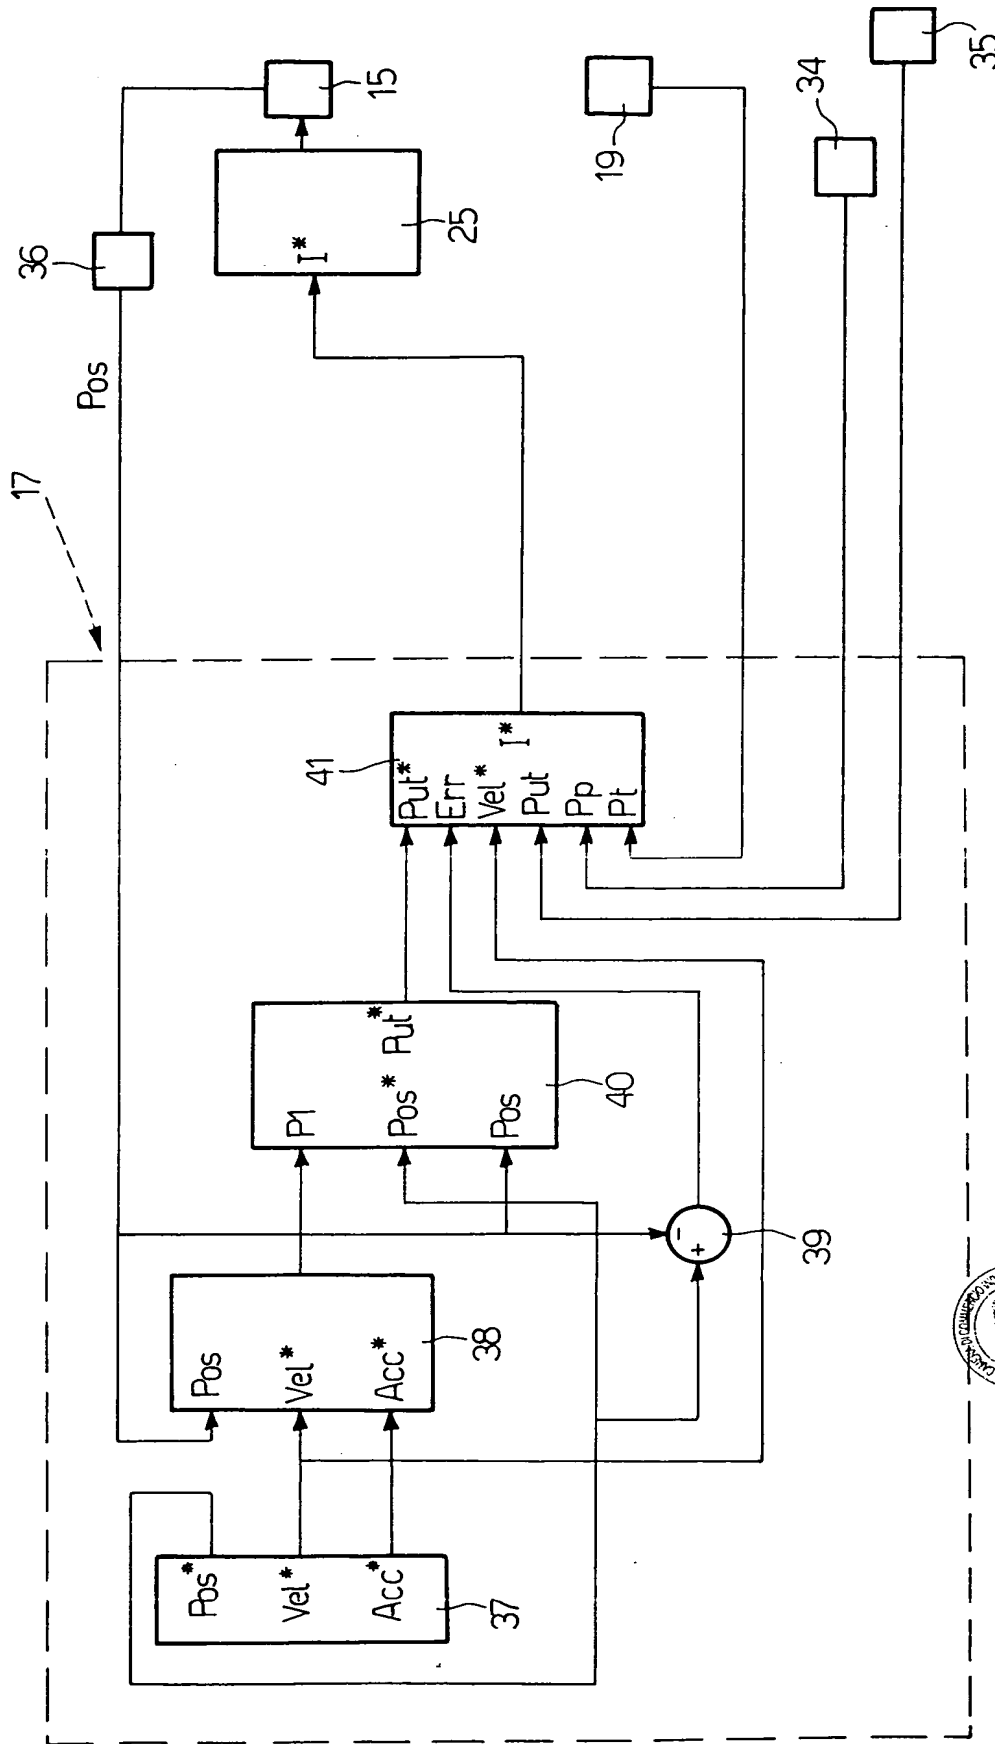 17
Pos
36
15
I*
25
19
34
35
41
Put*
Err
Vel*
Put
Pp
Pt
I*
P1
Pos*
Pos
Put*
40
Pos
Vel*
Acc*
38
-
+
39
Pos*
Vel*
Acc*
37